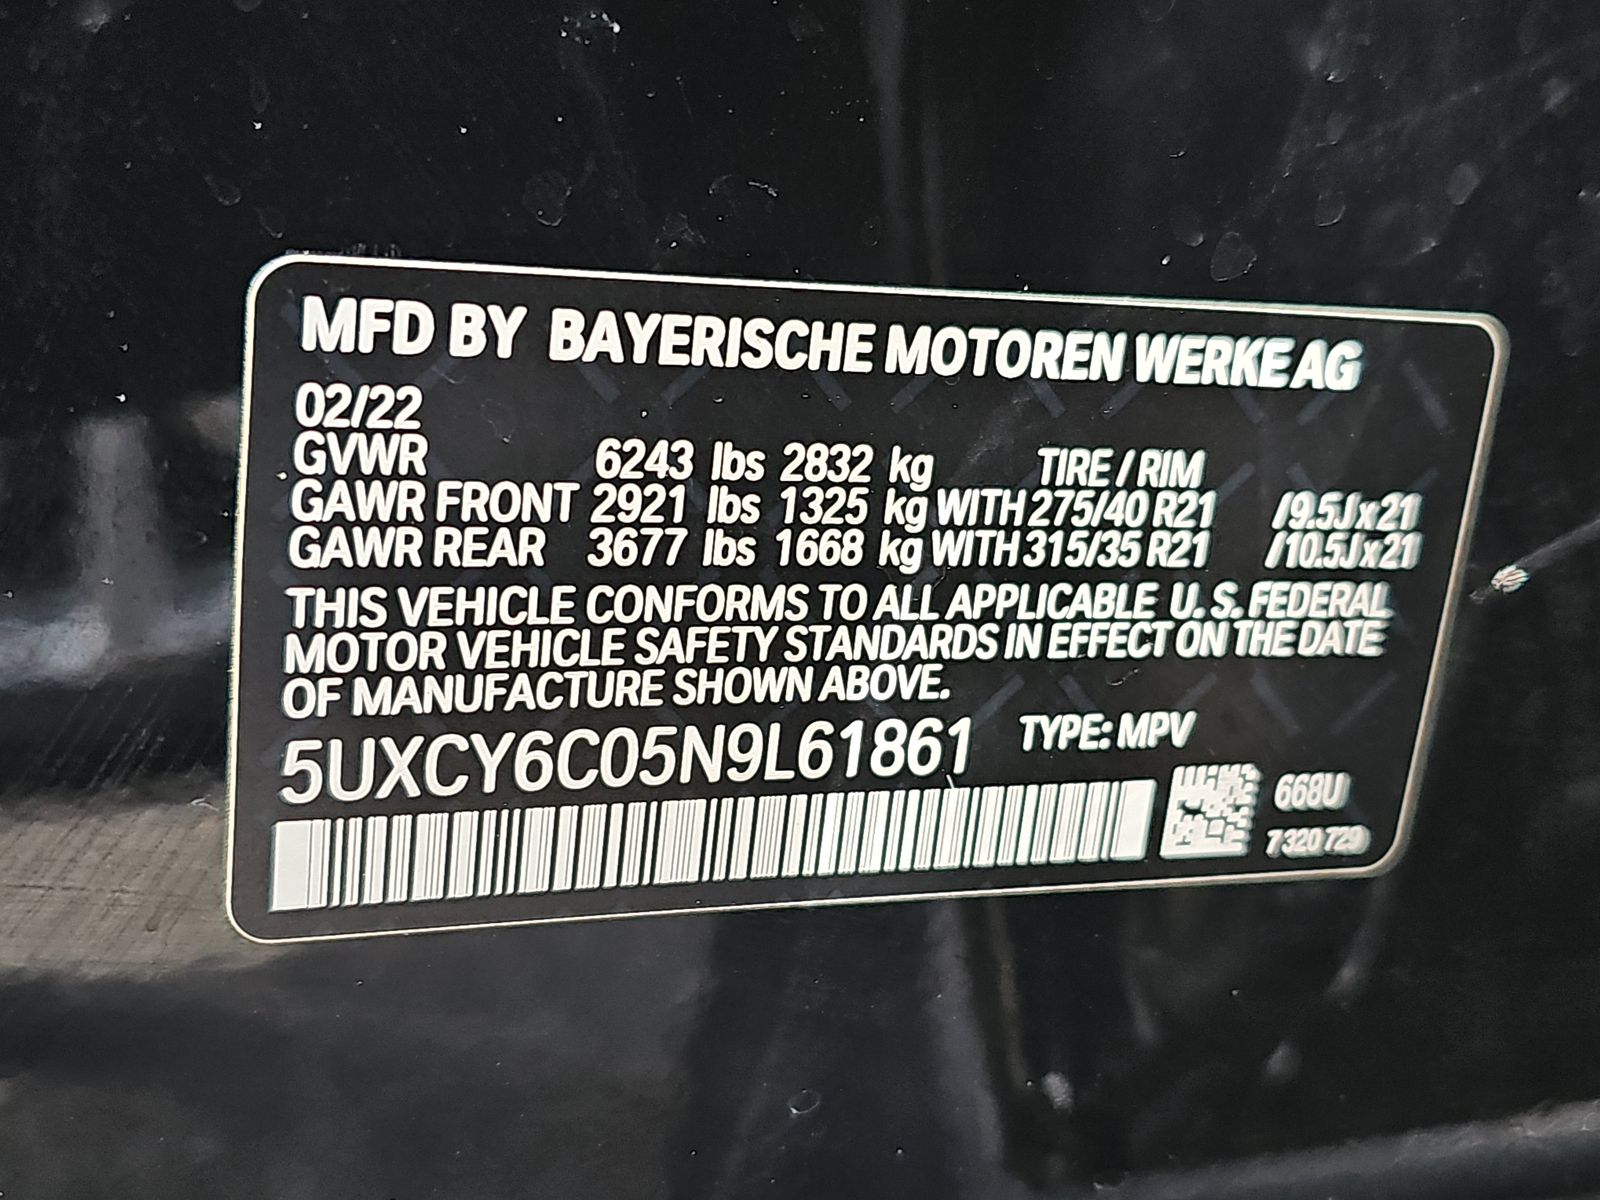 MFD BY BAYERISCHE MOTOREN WERKE AG
02/22
GVWR 6243 lbs 2832 kg TIRE / RIM
GAWR FRONT 2921 lbs 1325 kg WITH 275/40 R21 /9.5Jx21
GAWR REAR 3677 lbs 1668 kg WITH 315/35 R21 /10.5Jx21
THIS VEHICLE CONFORMS TO ALL APPLICABLE U. S. FEDERAL
MOTOR VEHICLE SAFETY STANDARDS IN EFFECT ON THE DATE
OF MANUFACTURE SHOWN ABOVE.
5UXCY6C05N9L61861 TYPE: MPV
668U
7 320 729